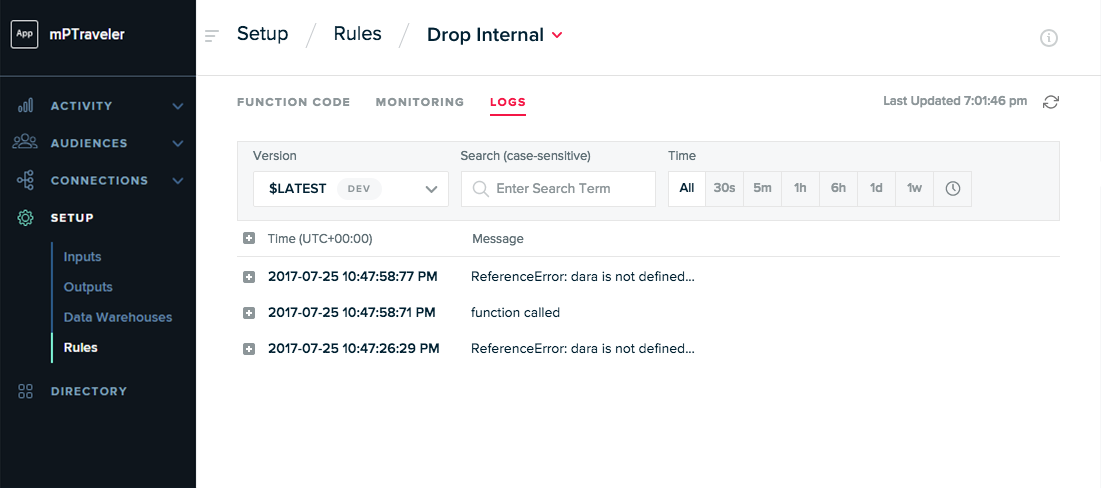 App mPTraveler
ACTIVITY
AUDIENCES
CONNECTIONS
SETUP
Inputs
Outputs
Data Warehouses
Rules
DIRECTORY
Setup / Rules / Drop Internal
FUNCTION CODE MONITORING LOGS Last Updated 7:01:46 pm
Version Search (case-sensitive) Time
$LATEST DEV Enter Search Term All 30s 5m 1h 6h 1d 1w
Time (UTC+00:00) Message
2017-07-25 10:47:58:77 PM ReferenceError: dara is not defined...
2017-07-25 10:47:58:71 PM function called
2017-07-25 10:47:26:29 PM ReferenceError: dara is not defined...